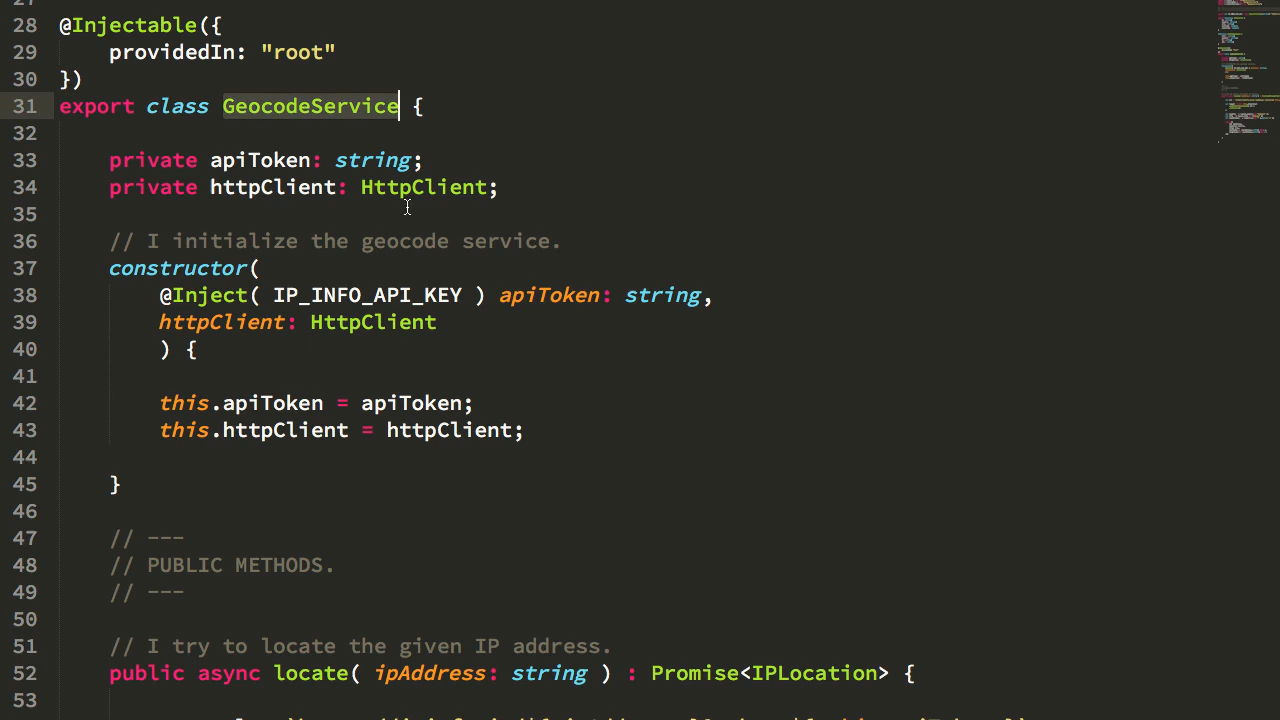 28 @Injectable({
29     providedIn: "root"
30 })
31 export class GeocodeService {
32
33     private apiToken: string;
34     private httpClient: HttpClient;
35
36     // I initialize the geocode service.
37     constructor(
38         @Inject( IP_INFO_API_KEY ) apiToken: string,
39         httpClient: HttpClient
40         ) {
41
42         this.apiToken = apiToken;
43         this.httpClient = httpClient;
44
45     }
46
47     // ---
48     // PUBLIC METHODS.
49     // ---
50
51     // I try to locate the given IP address.
52     public async locate( ipAddress: string ) : Promise<IPLocation> {
53